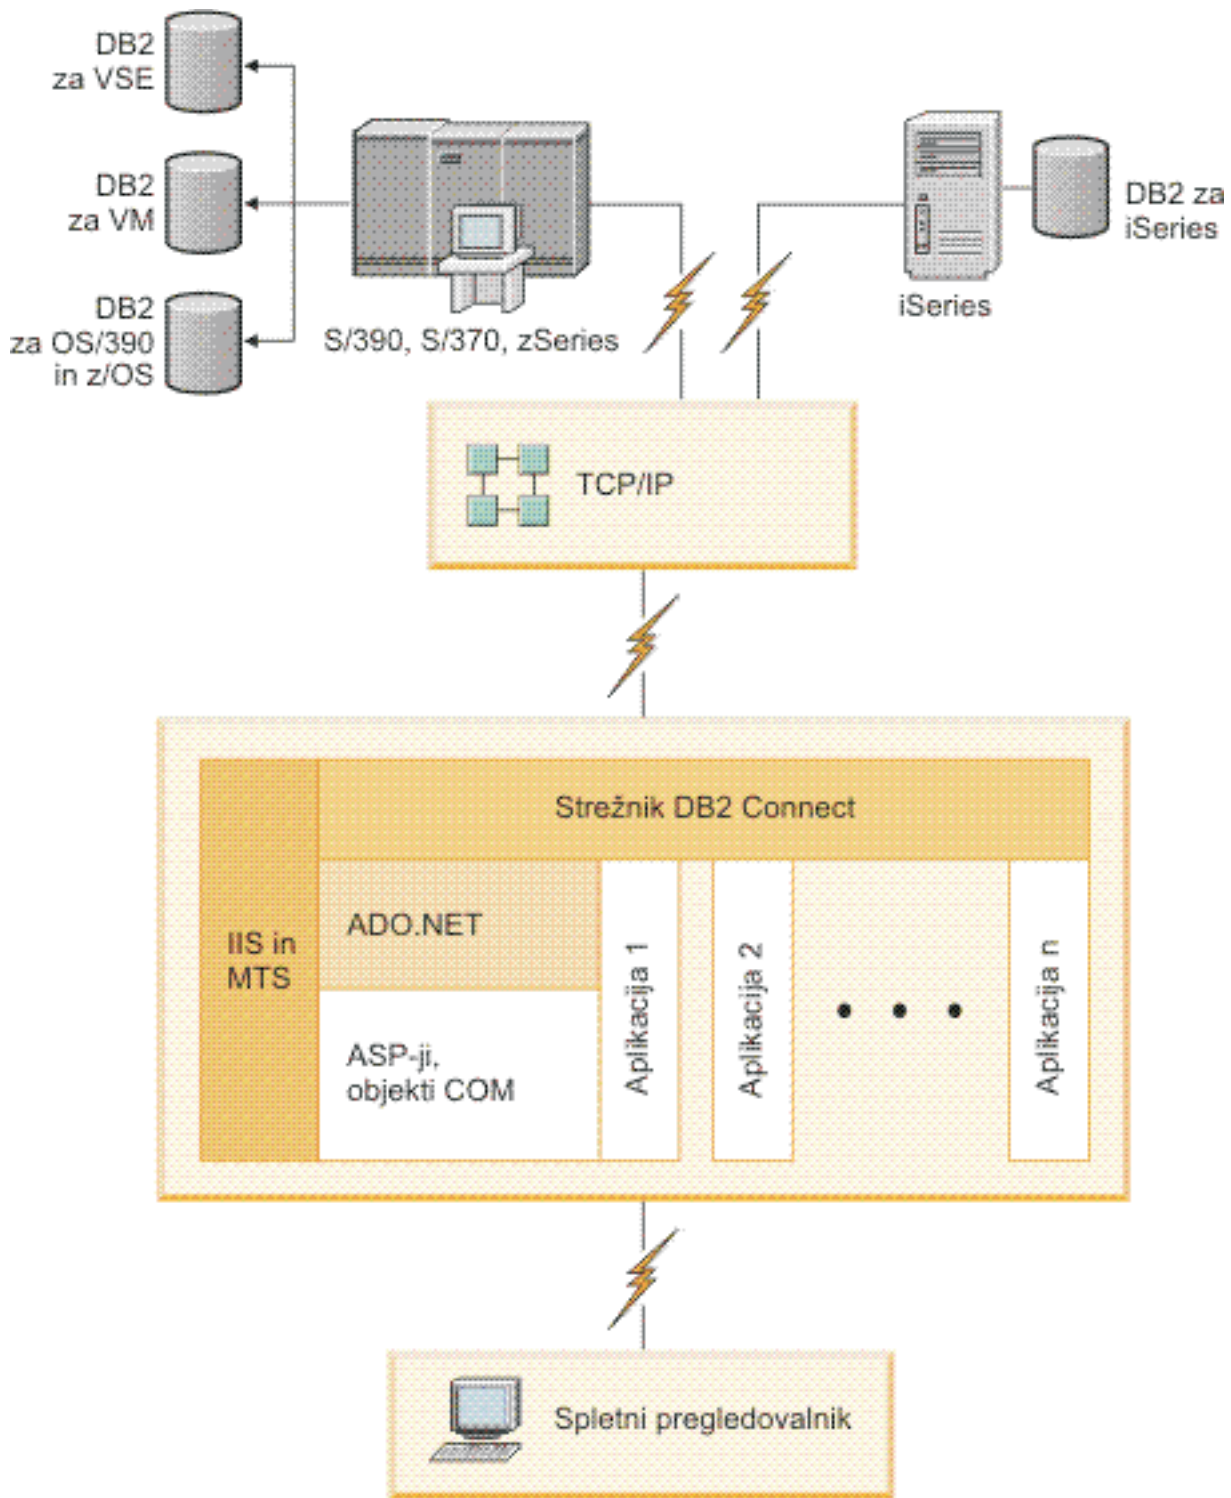 DB2
za VSE
DB2
za VM
DB2
za OS/390
in z/OS
S/390, S/370, zSeries
iSeries
DB2 za
iSeries
TCP/IP
Strežnik DB2 Connect
IIS in
MTS
ADO.NET
ASP-ji,
objekti COM
Aplikacija 1
Aplikacija 2
Aplikacija n
Spletni pregledovalnik